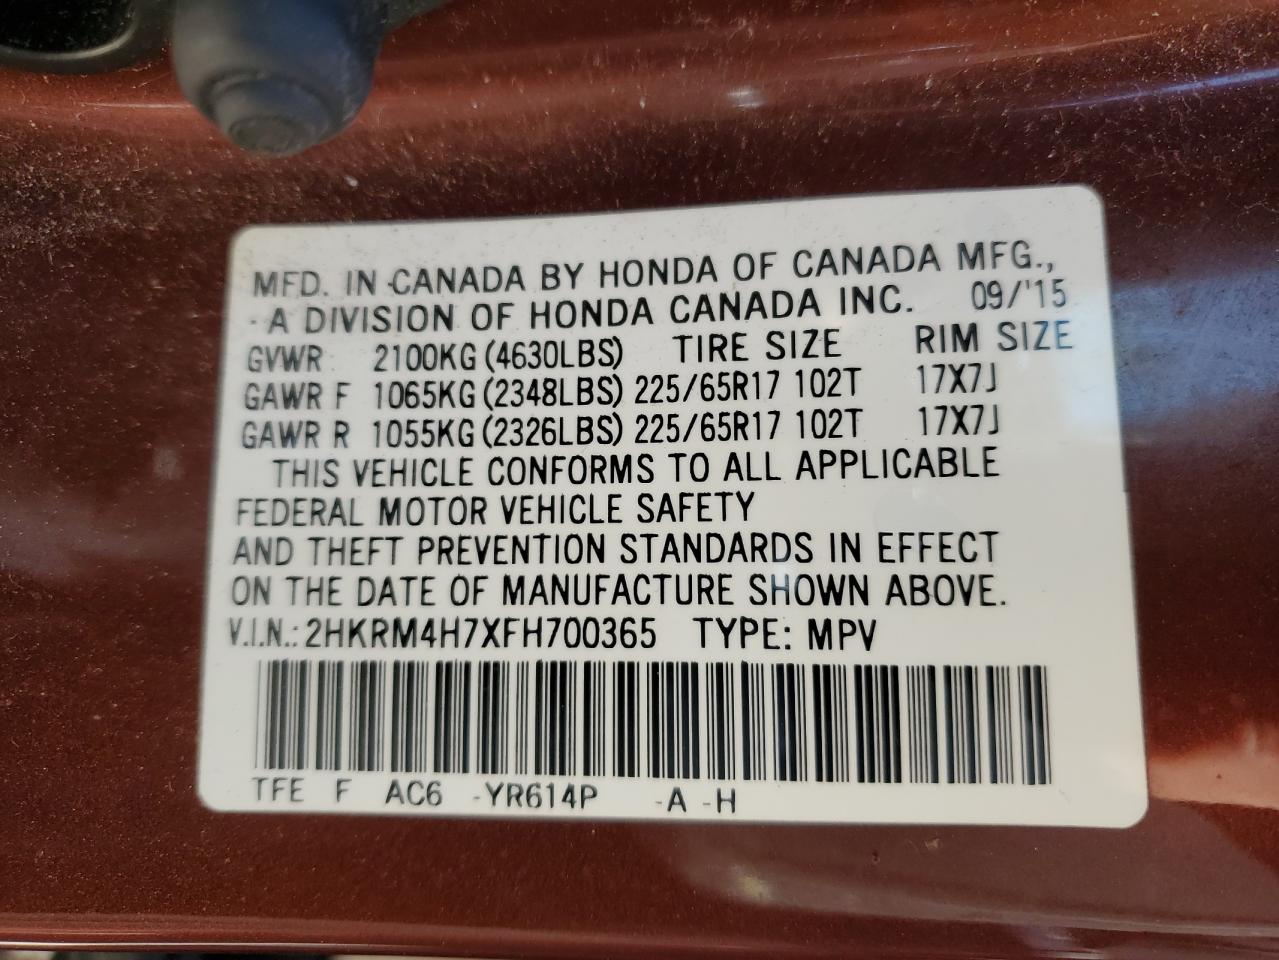 MFD. IN CANADA BY HONDA OF CANADA MFG.,
A DIVISION OF HONDA CANADA INC. 09/'15
GVWR 2100KG (4630LBS) TIRE SIZE RIM SIZE
GAWR F 1065KG (2348LBS) 225/65R17 102T 17X7J
GAWR R 1055KG (2326LBS) 225/65R17 102T 17X7J
THIS VEHICLE CONFORMS TO ALL APPLICABLE
FEDERAL MOTOR VEHICLE SAFETY
AND THEFT PREVENTION STANDARDS IN EFFECT
ON THE DATE OF MANUFACTURE SHOWN ABOVE.
V.I.N.: 2HKRM4H7XFH700365 TYPE: MPV
TFE F AC6 -YR614P -A -H